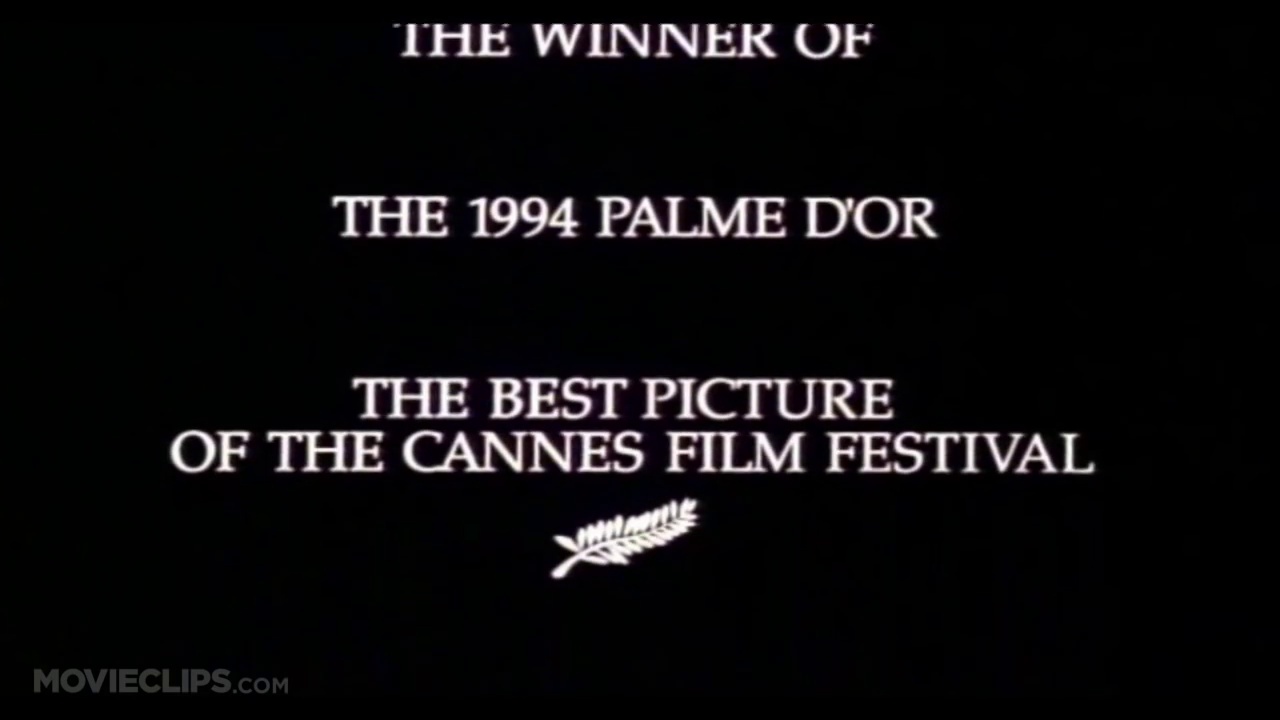 THE WINNER OF
THE 1994 PALME D'OR
THE BEST PICTURE
OF THE CANNES FILM FESTIVAL
MOVIECLIPS.COM